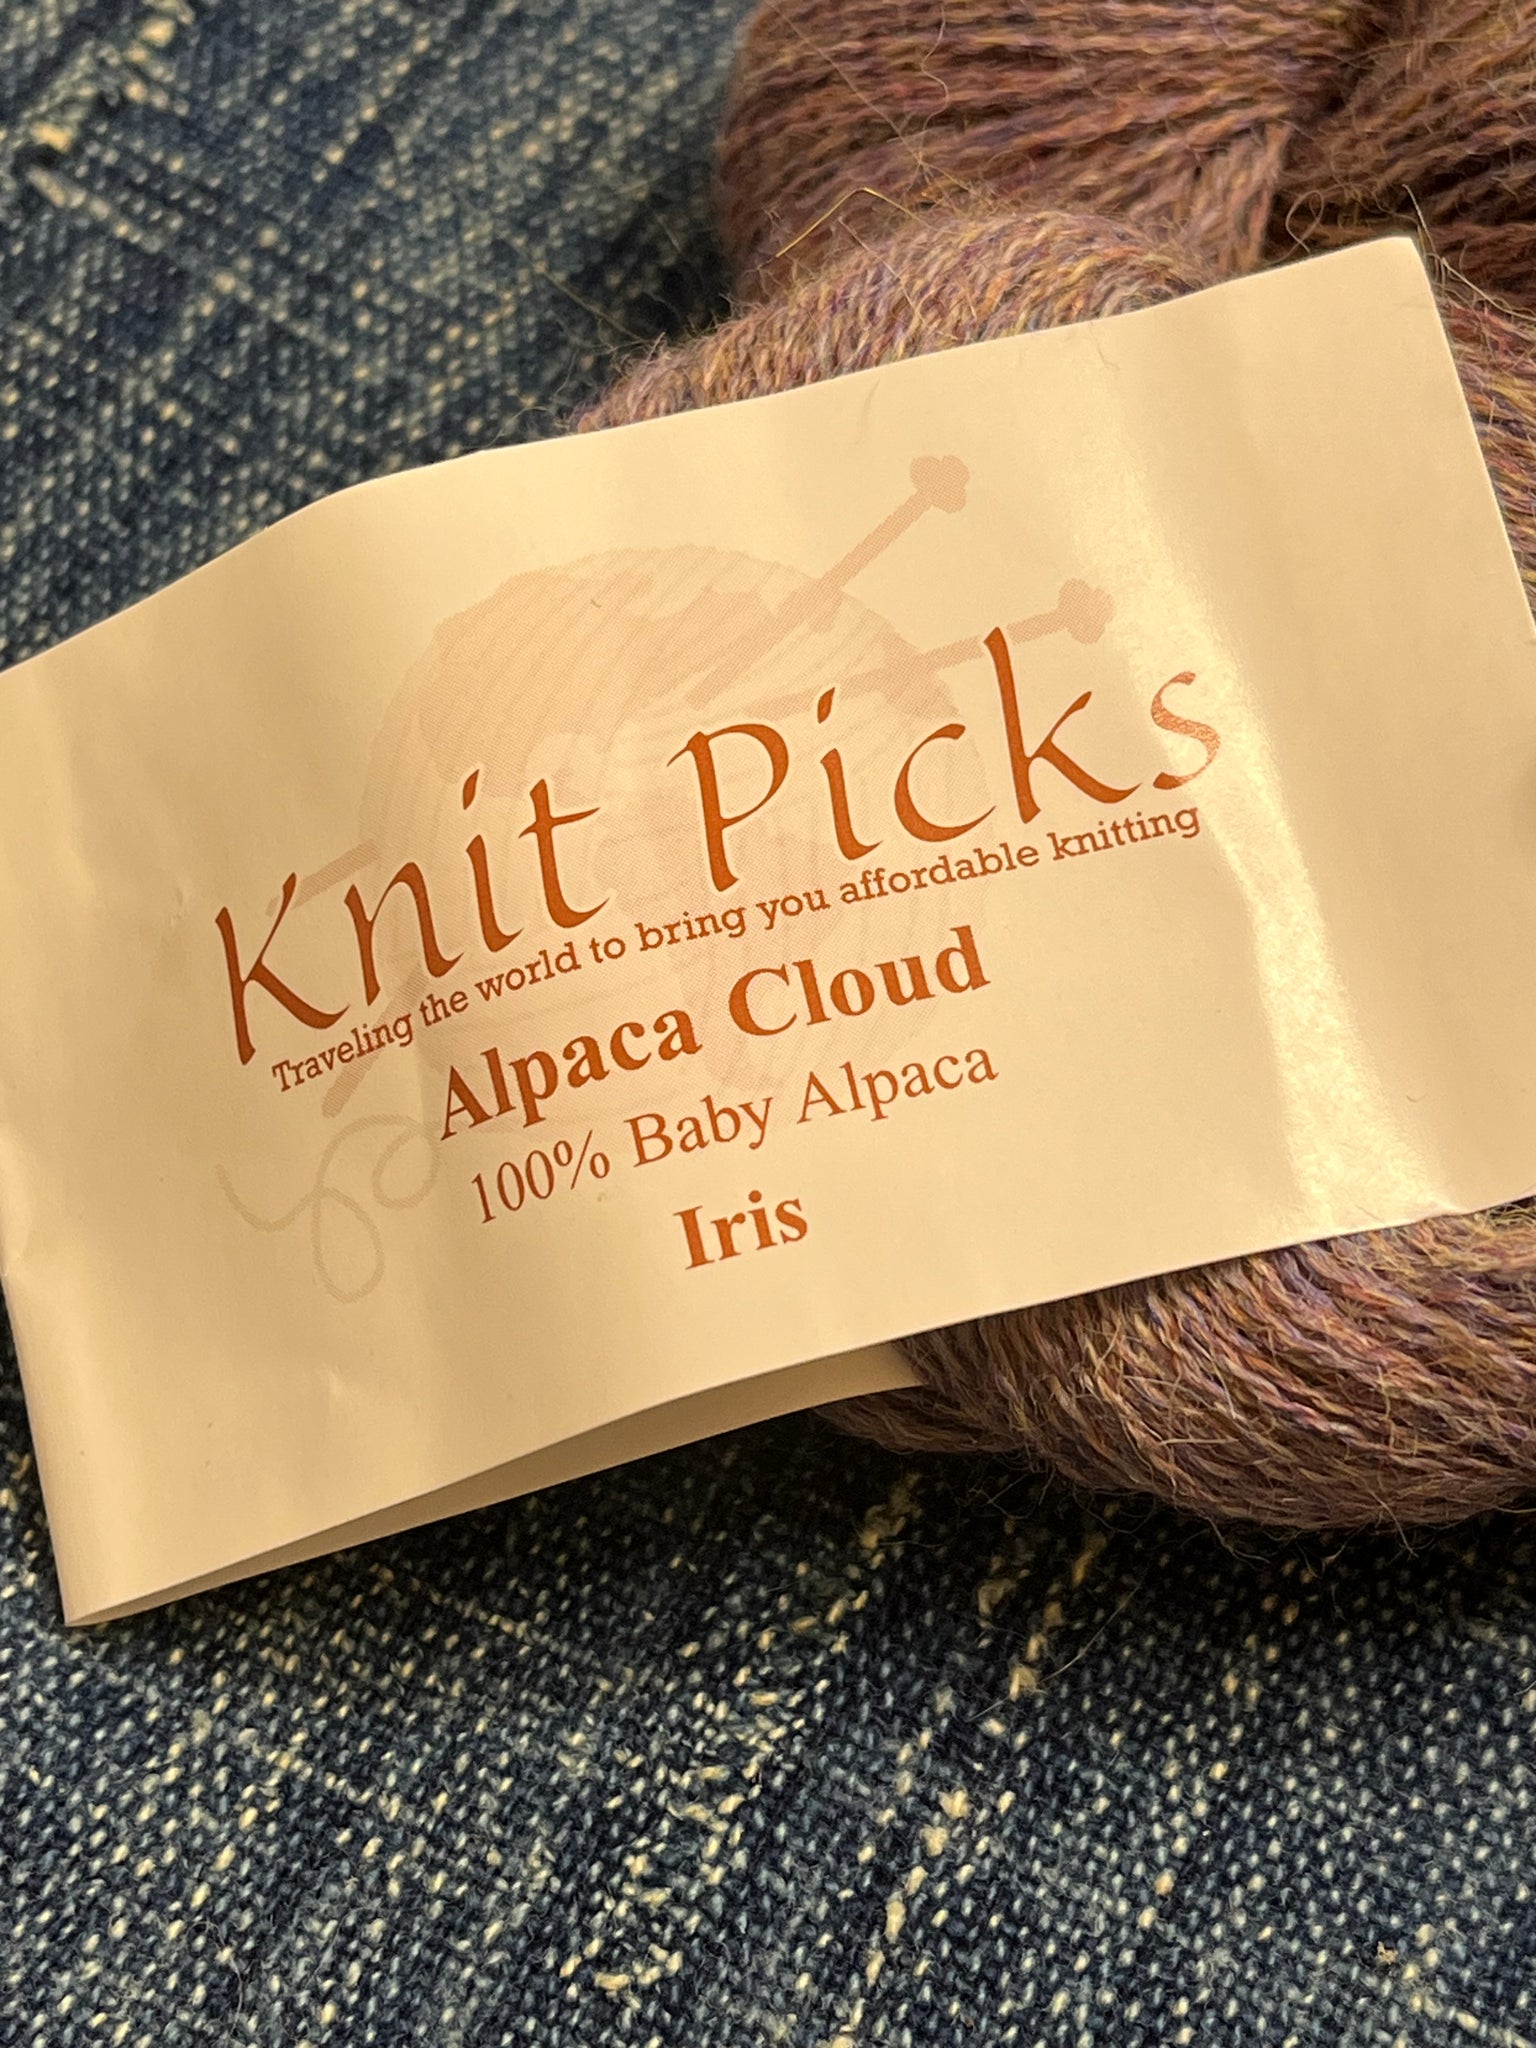 Knit Picks
Traveling the world to bring you affordable knitting
Alpaca Cloud
100% Baby Alpaca
Iris